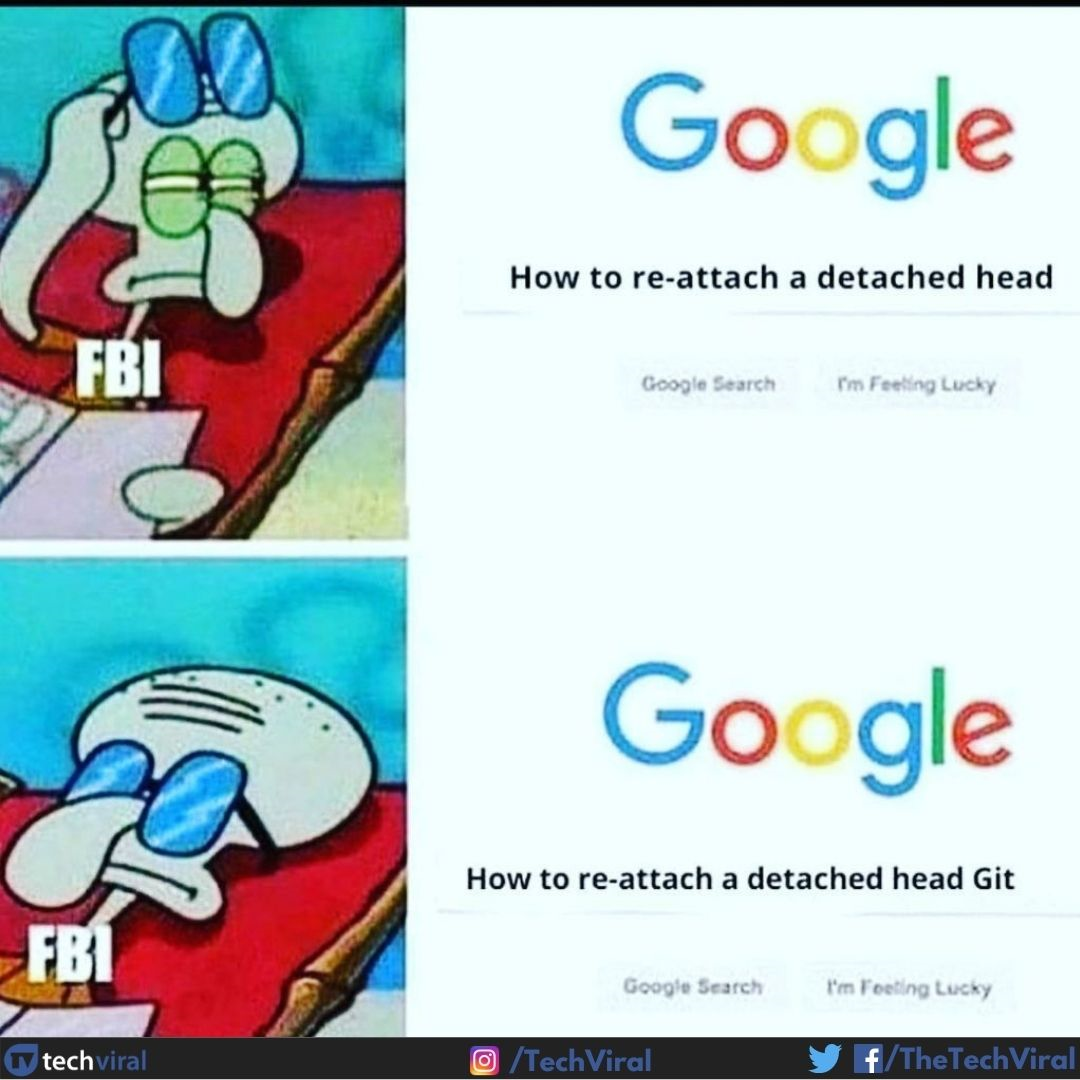 Google
How to re-attach a detached head
FBI
Google Search I'm Feeling Lucky
Google
How to re-attach a detached head Git
FBI
Google Search I'm Feeling Lucky
TV techviral /TechViral f/TheTechViral